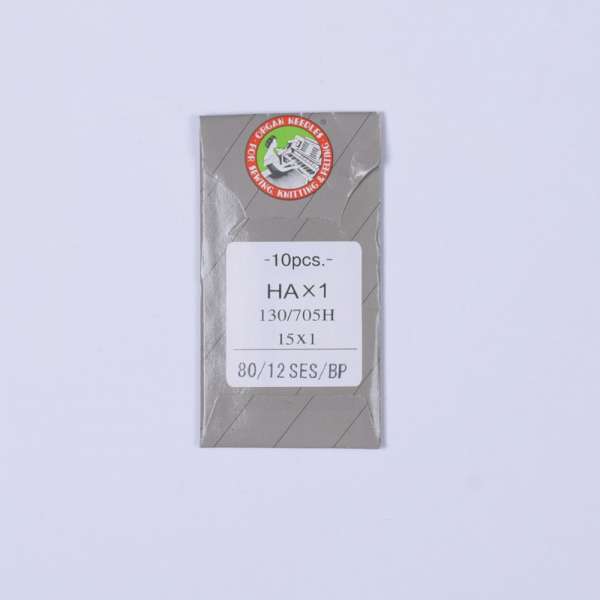 ·ORGAN NEEDLES·
FOR SEWING, KNITTING & FELTING
®
-10pcs.-
HA×1
130/705H
15X1
80/12 SES/BP